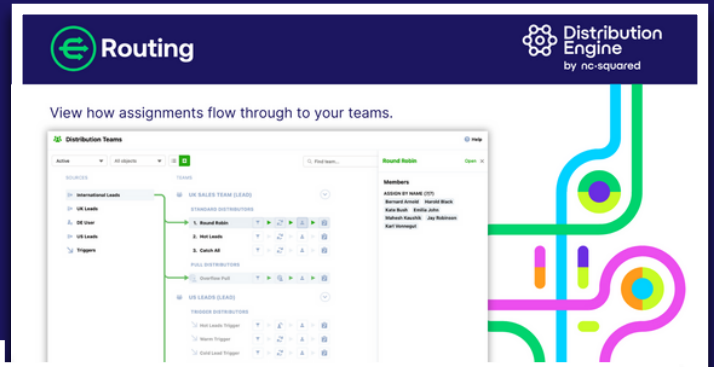 Routing
Distribution
Engine
by nc-squared
View how assignments flow through to your teams.
Distribution Teams
Help
Active
All objects
Find team...
Round Robin
Open
SOURCES
TEAMS
Members
International Leads
UK SALES TEAM (LEAD)
ASSIGN BY NAME (7/7)
UK Leads
STANDARD DISTRIBUTORS
Bernard Arnold Harold Black
DE User
1. Round Robin
Kate Bush Emilia John
US Leads
2. Hot Leads
Mahesh Kaushik Jay Robinson
Triggers
3. Catch All
Kari Vonnegut
PULL DISTRIBUTORS
Overflow Pull
US LEADS (LEAD)
TRIGGER DISTRIBUTORS
Hot Leads Trigger
Warm Trigger
Cold Lead Trigger